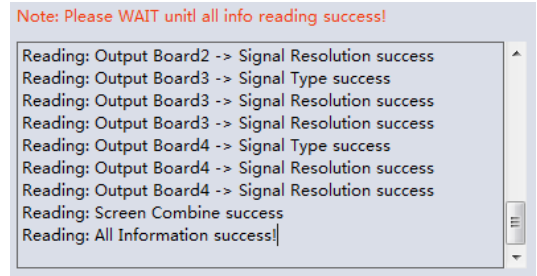 Note: Please WAIT unitl all info reading success!
Reading: Output Board2 -> Signal Resolution success
Reading: Output Board3 -> Signal Type success
Reading: Output Board3 -> Signal Resolution success
Reading: Output Board3 -> Signal Resolution success
Reading: Output Board4 -> Signal Type success
Reading: Output Board4 -> Signal Resolution success
Reading: Output Board4 -> Signal Resolution success
Reading: Screen Combine success
Reading: All Information success!